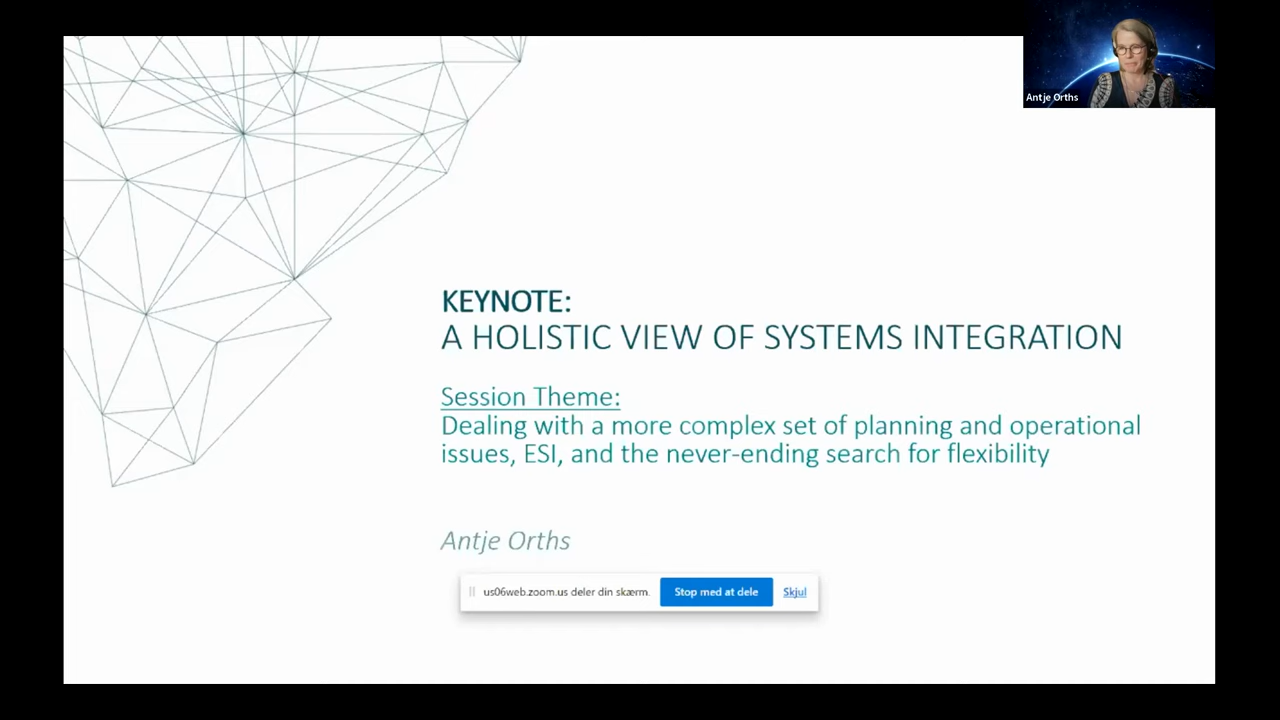 Antje Orths
KEYNOTE:
A HOLISTIC VIEW OF SYSTEMS INTEGRATION
Session Theme:
Dealing with a more complex set of planning and operational
issues, ESI, and the never-ending search for flexibility
Antje Orths
us06web.zoom.us deler din skærm. Stop med at dele Skjul